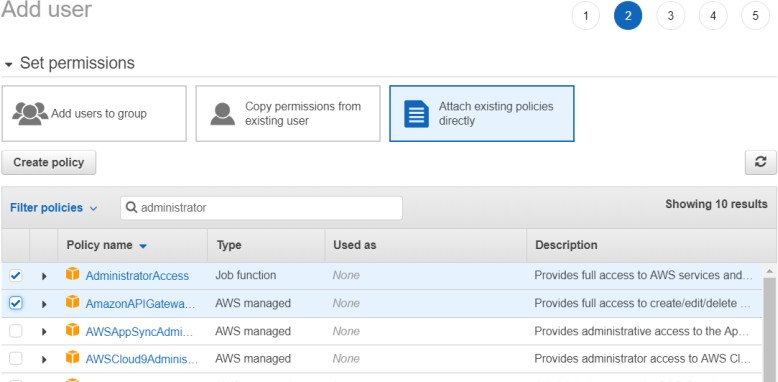 Add user
1 2 3 4 5
Set permissions
Add users to group
Copy permissions from
existing user
Attach existing policies
directly
Create policy
Filter policies
administrator
Showing 10 results
Policy name Type Used as Description
AdministratorAccess Job function None Provides full access to AWS services and...
AmazonAPIGatewa... AWS managed None Provides full access to create/edit/delete ...
AWSAppSyncAdmi... AWS managed None Provides administrative access to the Ap...
AWSCloud9Adminis... AWS managed None Provides administrator access to AWS Cl...